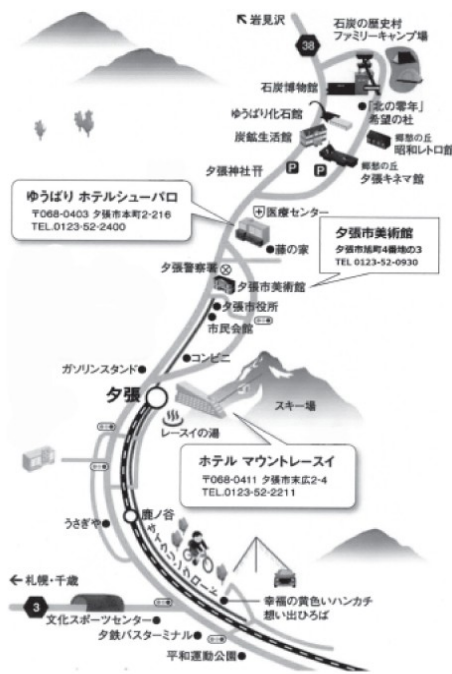 岩見沢
38
石炭の歴史村
ファミリーキャンプ場
石炭博物館
ゆうばり化石館
「北の零年」
希望の杜
炭鉱生活館
郷愁の丘
昭和レトロ館
郷愁の丘
夕張キネマ館
夕張神社
P
P
ゆうばり ホテルシューパロ
〒068-0403 夕張市本町2-216
TEL.0123-52-2400
医療センター
藤の家
夕張市美術館
夕張市旭町4番地の3
TEL 0123-52-0930
夕張警察署
夕張市美術館
夕張市役所
市民会館
コンビニ
ガソリンスタンド
夕張
スキー場
レースイの湯
ホテル マウントレースイ
〒068-0411 夕張市末広2-4
TEL.0123-52-2211
うさぎや
鹿ノ谷
サイクリングロード
札幌・千歳
3
幸福の黄色いハンカチ
想い出ひろば
文化スポーツセンター
夕鉄バスターミナル
平和運動公園